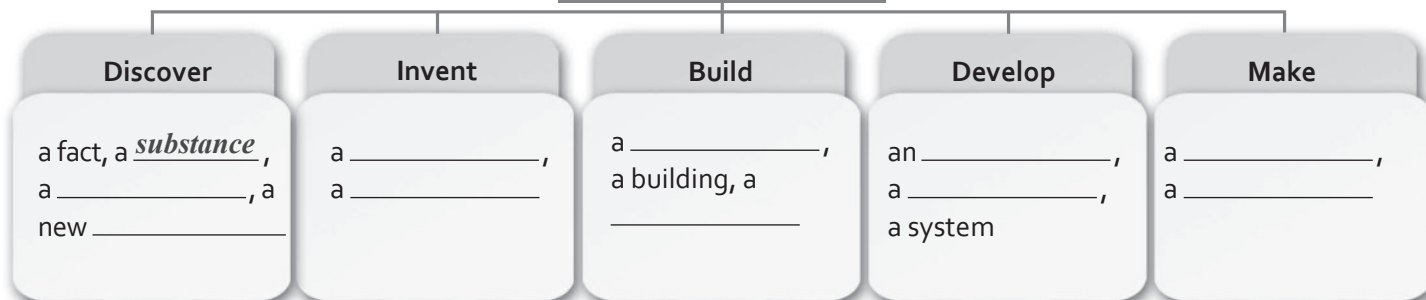 Discover
a fact, a substance,
a ____________, a
new ____________
Invent
a ____________,
a ____________
Build
a ____________,
a building, a
____________
Develop
an ____________,
a ____________,
a system
Make
a ____________,
a ____________